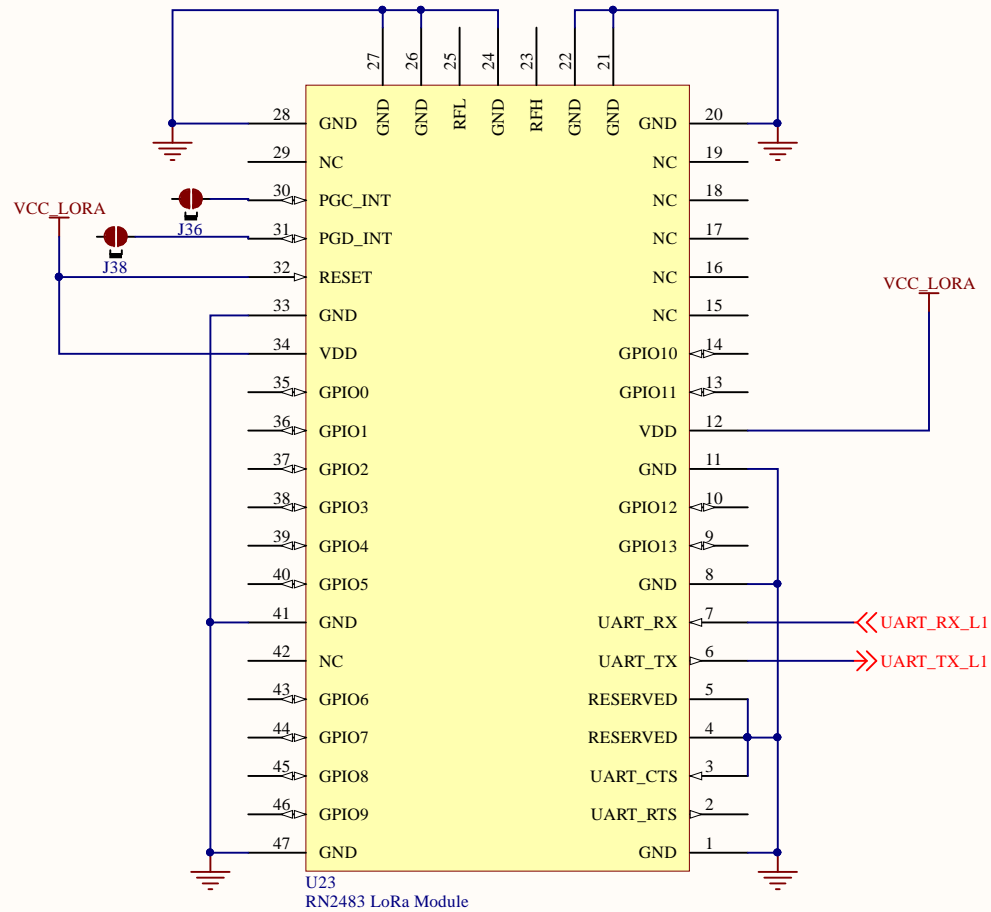 27 26 25 24 23 22 21
GND GND RFL GND RFH GND GND
28 GND GND 20
29 NC NC 19
30 PGC_INT NC 18
J36
VCC_LORA
31 PGD_INT NC 17
J38
32 RESET NC 16
VCC_LORA
33 GND NC 15
34 VDD GPIO10 14
35 GPIO0 GPIO11 13
36 GPIO1 VDD 12
37 GPIO2 GND 11
38 GPIO3 GPIO12 10
39 GPIO4 GPIO13 9
40 GPIO5 GND 8
41 GND UART_RX 7 UART_RX_L1
42 NC UART_TX 6 UART_TX_L1
43 GPIO6 RESERVED 5
44 GPIO7 RESERVED 4
45 GPIO8 UART_CTS 3
46 GPIO9 UART_RTS 2
47 GND GND 1
U23
RN2483 LoRa Module